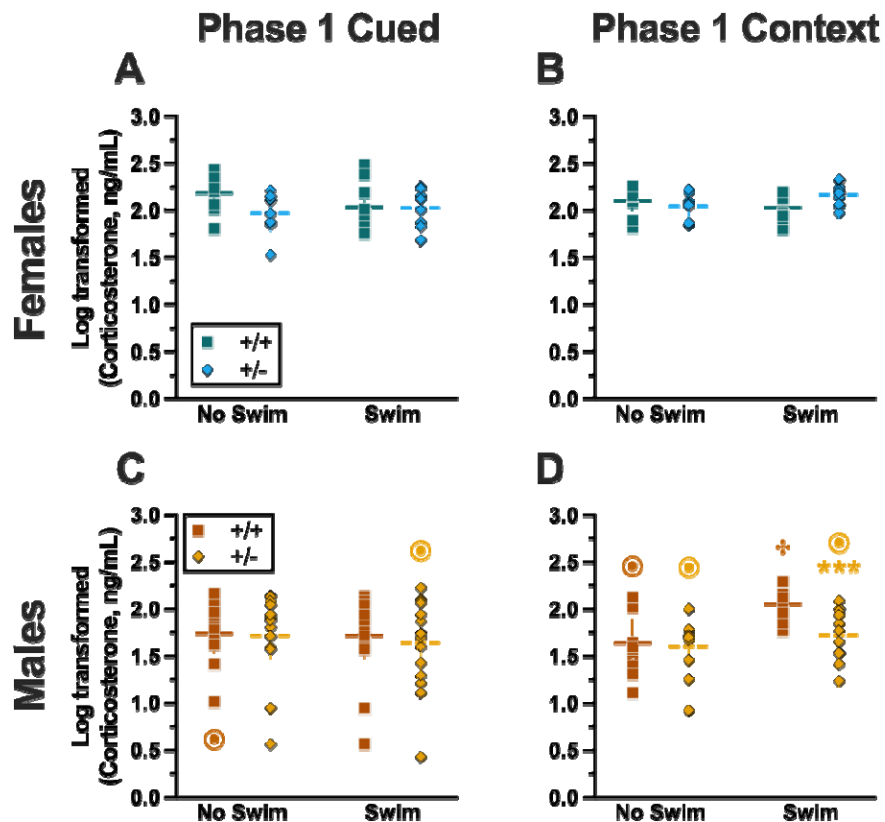 Phase 1 Cued
Phase 1 Context
Females
A
Log transformed
(Corticosterone, ng/mL)
3.0
2.5
2.0
1.5
1.0
0.5
0.0
+/+
+/-
No Swim
Swim
B
3.0
2.5
2.0
1.5
1.0
0.5
0.0
No Swim
Swim
Males
C
Log transformed
(Corticosterone, ng/mL)
3.0
2.5
2.0
1.5
1.0
0.5
0.0
+/+
+/-
No Swim
Swim
D
3.0
2.5
2.0
1.5
1.0
0.5
0.0
***
No Swim
Swim